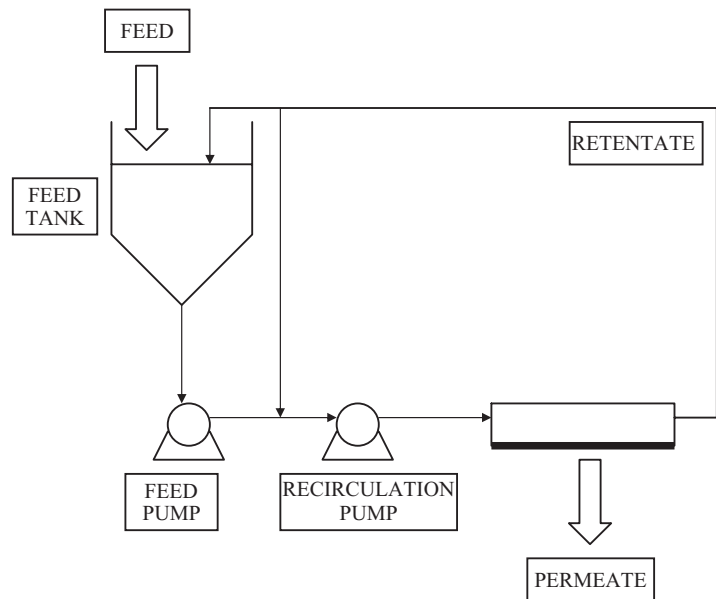 FEED
RETENTATE
FEED
TANK
FEED
PUMP
RECIRCULATION
PUMP
PERMEATE